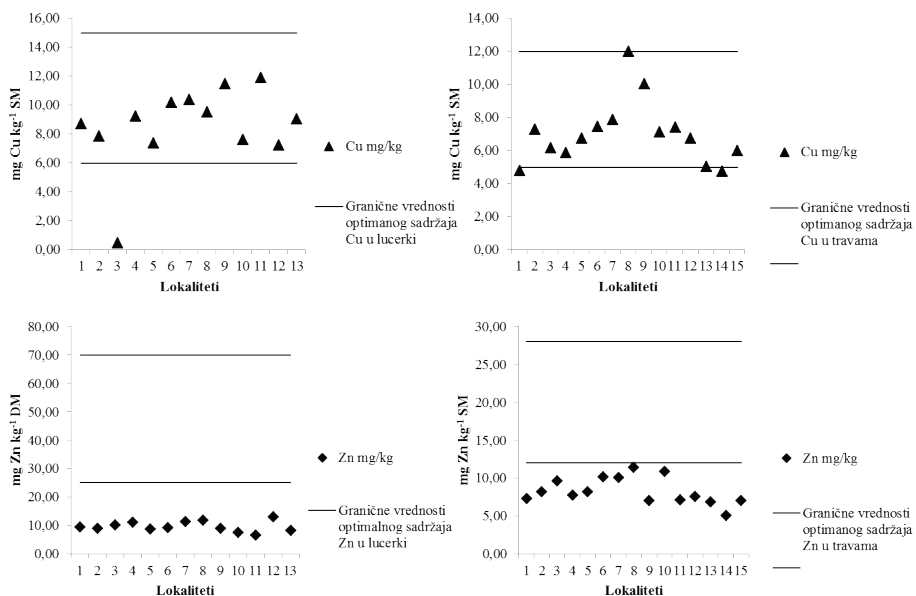 mg Cu kg-1 SM
16,00
14,00
12,00
10,00
8,00
6,00
4,00
2,00
0,00
1 2 3 4 5 6 7 8 9 10 11 12 13
Lokaliteti
Cu mg/kg
Granične vrednosti
optimanog sadržaja
Cu u lucerki
mg Cu kg-1 SM
14,00
12,00
10,00
8,00
6,00
4,00
2,00
0,00
1 2 3 4 5 6 7 8 9 10 11 12 13 14 15
Lokaliteti
Cu mg/kg
Granične vrednosti
optimanog sadržaja
Cu u travama
mg Zn kg-1 DM
80,00
70,00
60,00
50,00
40,00
30,00
20,00
10,00
0,00
1 2 3 4 5 6 7 8 9 10 11 12 13
Lokaliteti
Zn mg/kg
Granične vrednosti
optimalnog sadržaja
Zn u lucerki
mg Zn kg-1 SM
30,00
25,00
20,00
15,00
10,00
5,00
0,00
1 2 3 4 5 6 7 8 9 10 11 12 13 14 15
Lokaliteti
Zn mg/kg
Granične vrednosti
optimanog sadržaja
Zn u travama